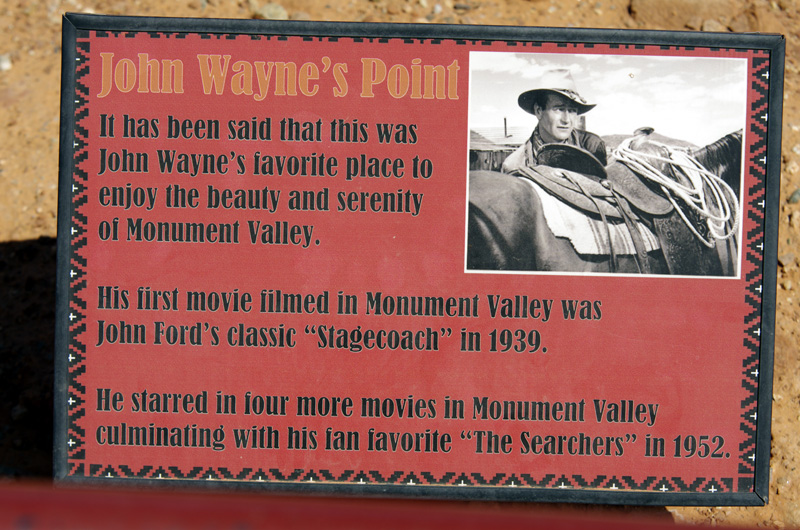 John Wayne's Point
It has been said that this was
John Wayne's favorite place to
enjoy the beauty and serenity
of Monument Valley.
His first movie filmed in Monument Valley was
John Ford's classic "Stagecoach" in 1939.
He starred in four more movies in Monument Valley
culminating with his fan favorite "The Searchers" in 1952.